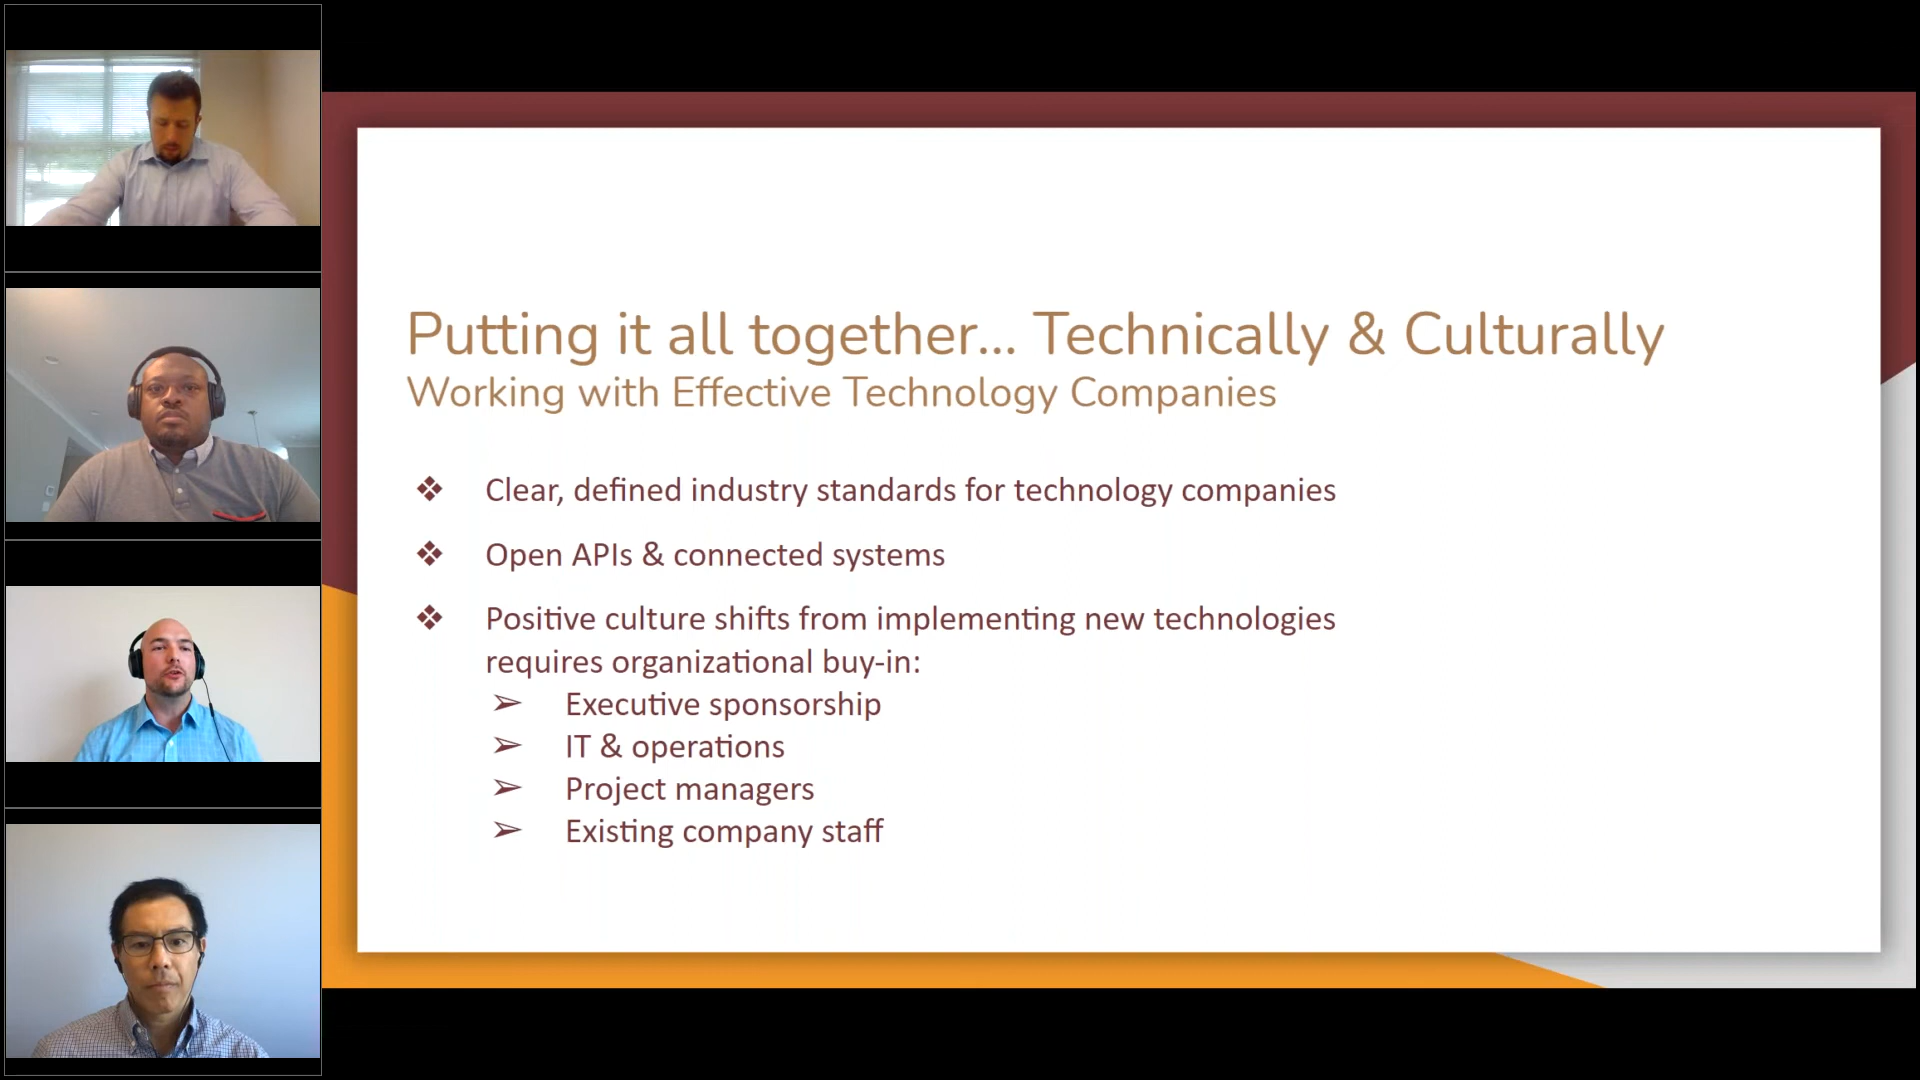 Putting it all together... Technically & Culturally
Working with Effective Technology Companies
❖ Clear, defined industry standards for technology companies
❖ Open APIs & connected systems
❖ Positive culture shifts from implementing new technologies
requires organizational buy-in:
➢ Executive sponsorship
➢ IT & operations
➢ Project managers
➢ Existing company staff